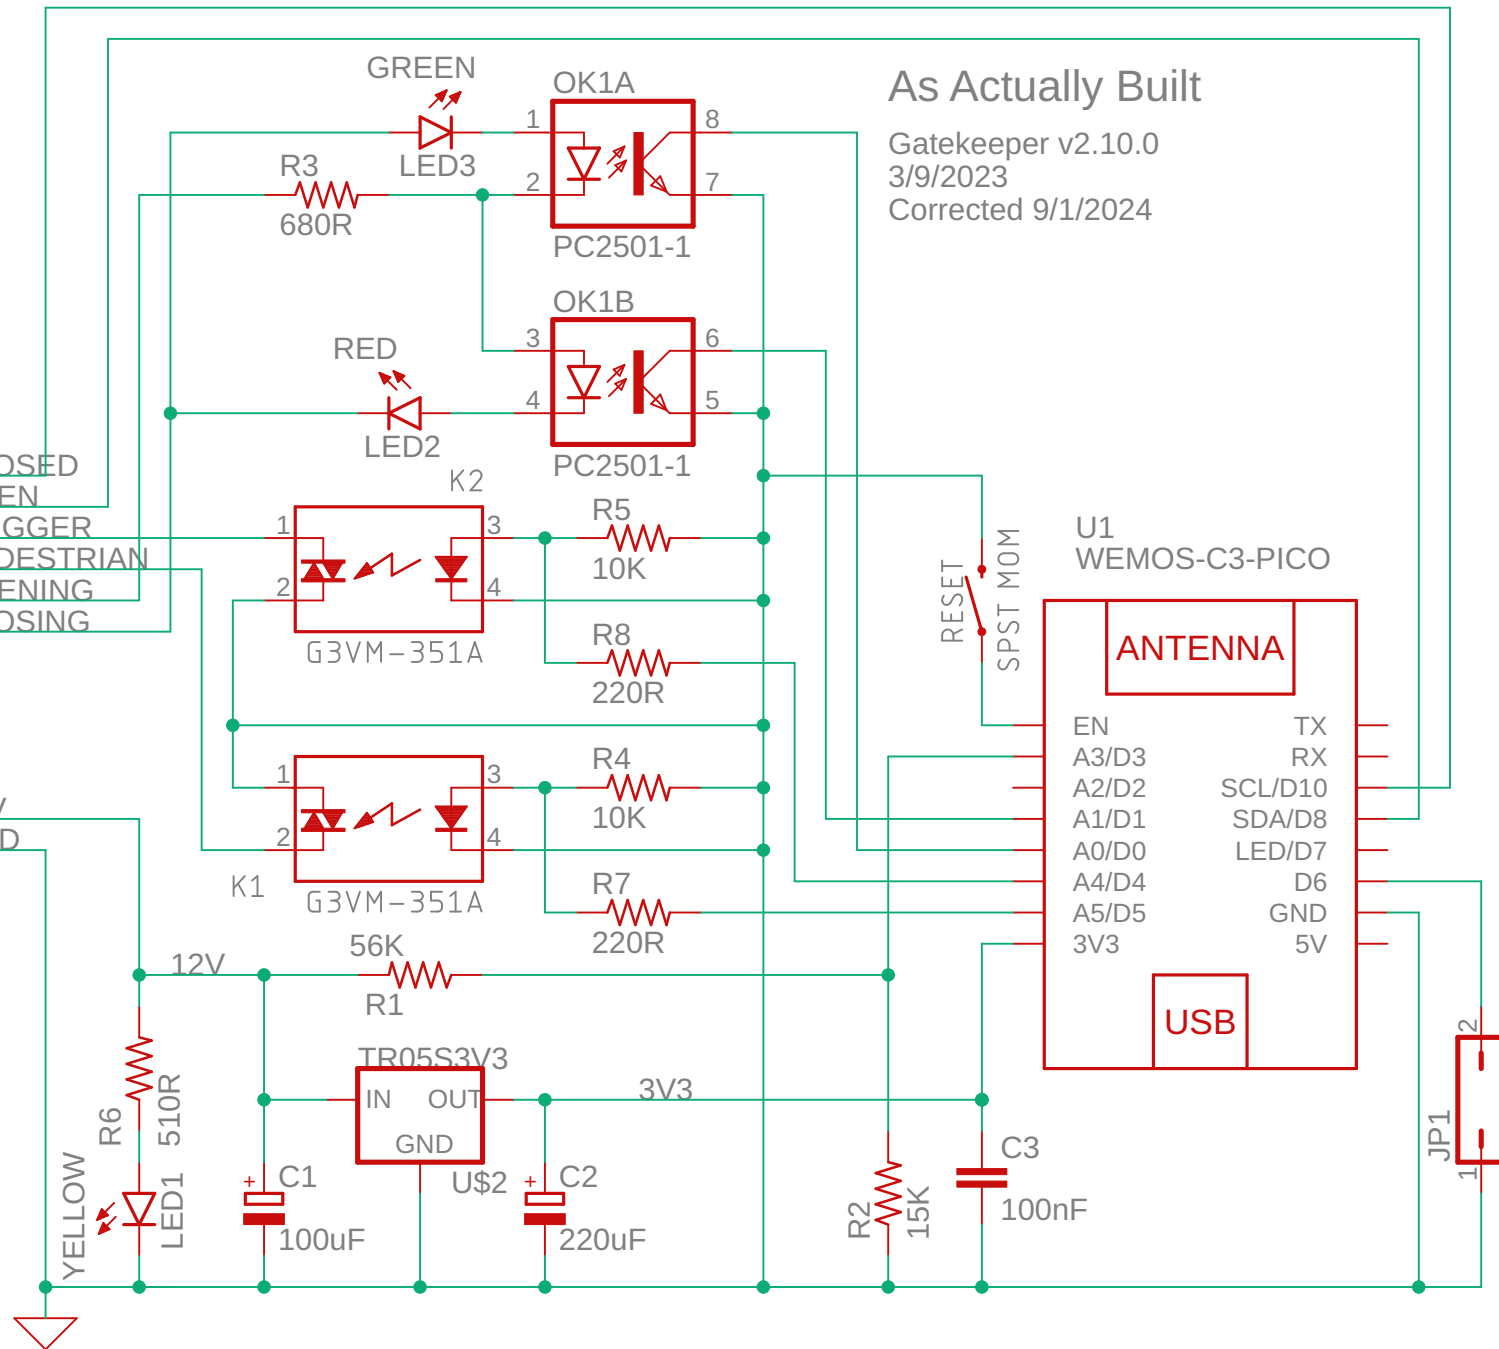 GREEN
OK1A
As Actually Built
Gatekeeper v2.10.0
3/9/2023
Corrected 9/1/2024
1
8
R3
LED3
2
7
680R
PC2501-1
OK1B
RED
3
6
4
5
LED2
PC2501-1
OSED
EN
GGER
DESTRIAN
ENING
OSING
K2
1
3
2
4
G3VM-351A
R5
10K
R8
220R
RESET
SPST MOM
U1
WEMOS-C3-PICO
ANTENNA
EN
TX
A3/D3
RX
A2/D2
SCL/D10
A1/D1
SDA/D8
A0/D0
LED/D7
A4/D4
D6
A5/D5
GND
3V3
5V
USB
1
3
2
4
K1
G3VM-351A
R4
10K
R7
220R
V
D
12V
56K
R1
TR05S3V3
IN
OUT
GND
U$2
3V3
R6
510R
YELLOW
LED1
+
C1
100uF
+
C2
220uF
R2
15K
C3
100nF
2
JP1
1